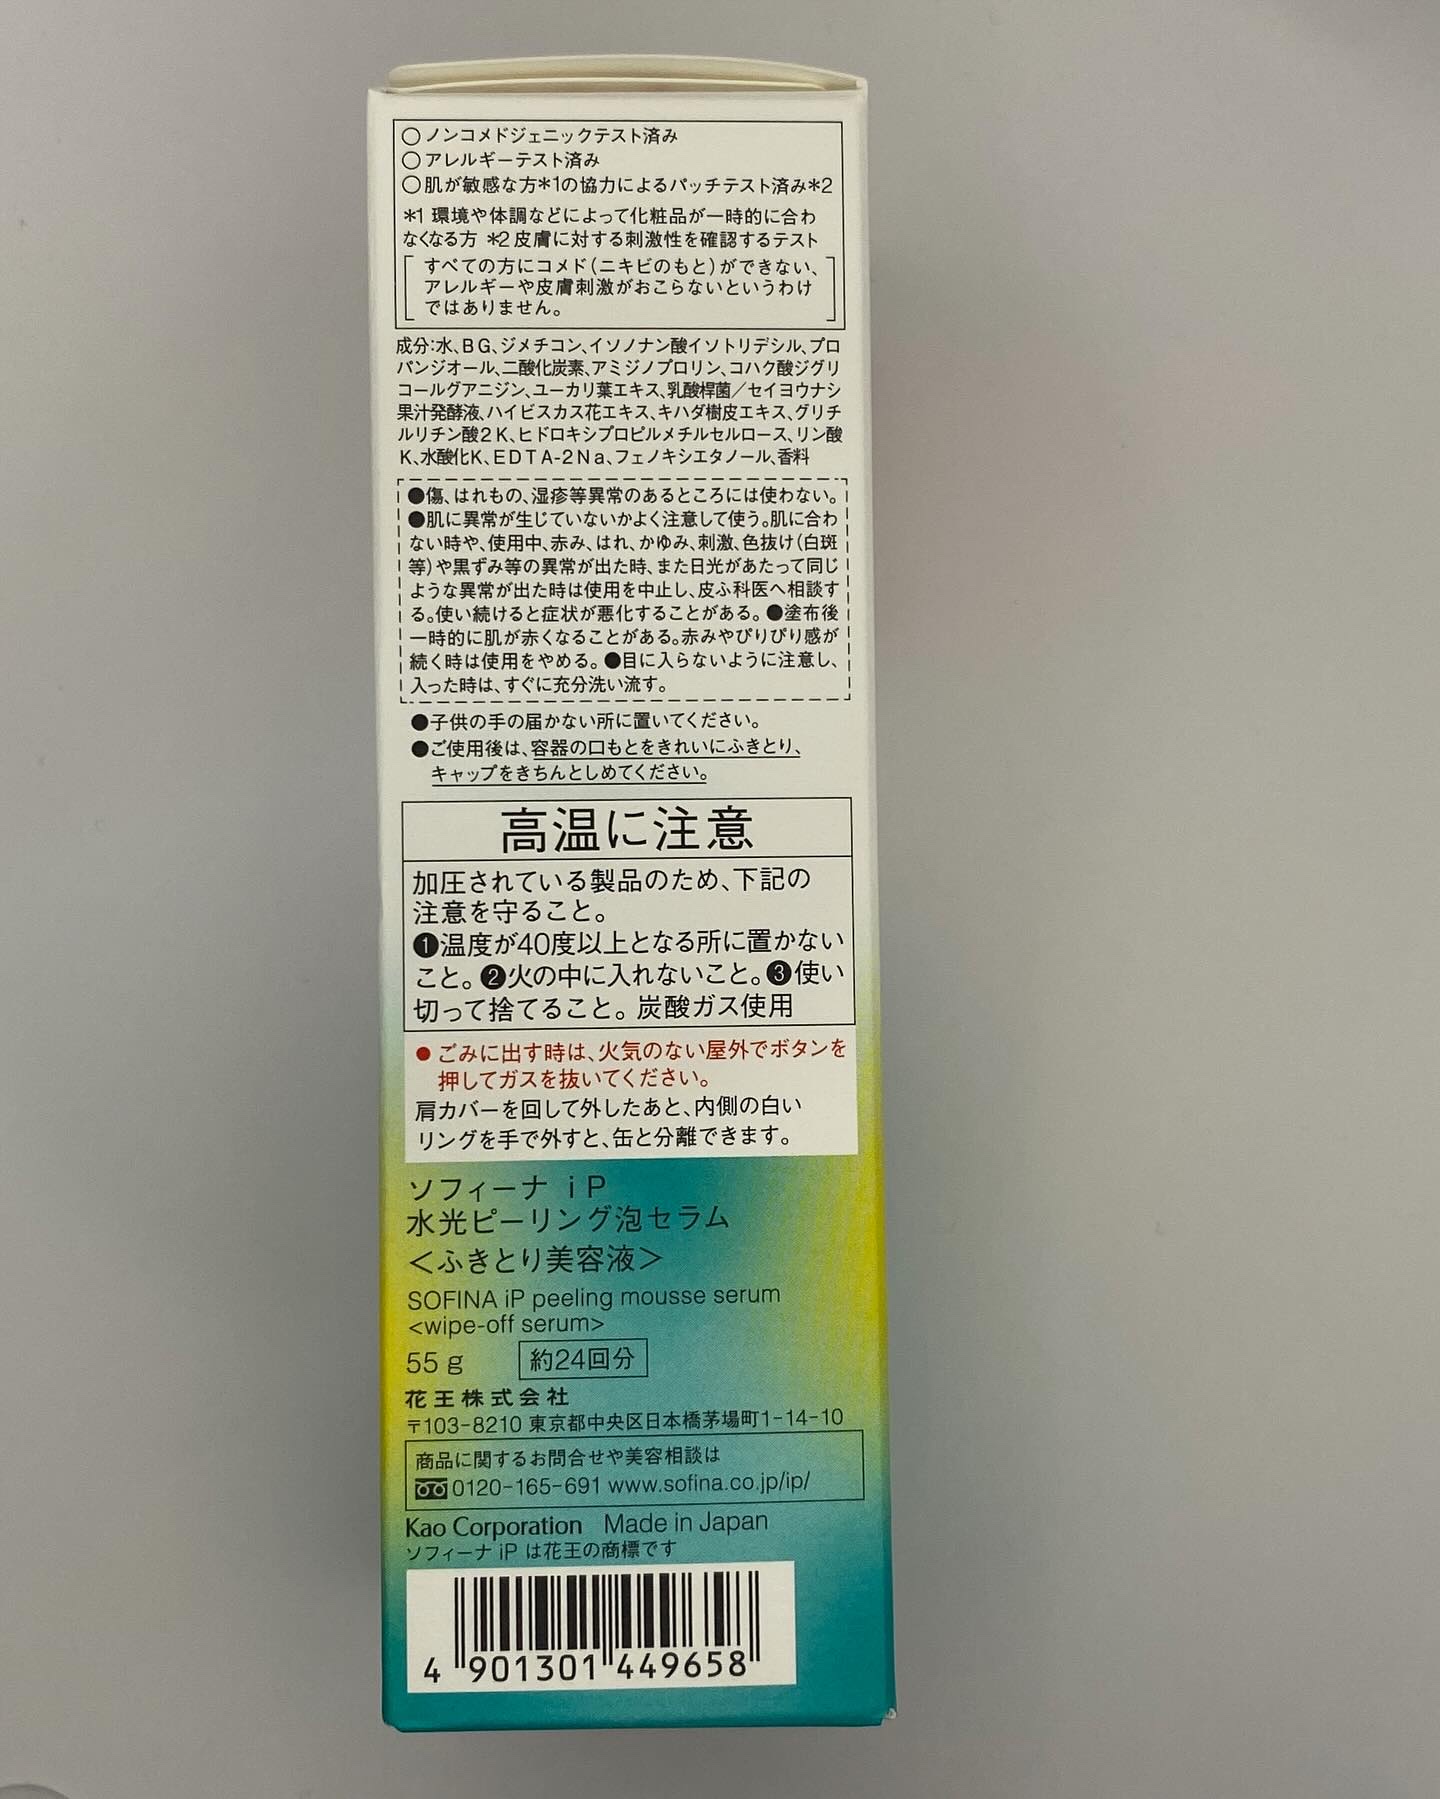 ○ノンコメドジェニックテスト済み
○アレルギーテスト済み
○肌が敏感な方*1の協力によるパッチテスト済み*2
*1 環境や体調などによって化粧品が一時的に合わ
なくなる方 *2 皮膚に対する刺激性を確認するテスト
すべての方にコメド(ニキビのもと)ができない、
アレルギーや皮膚刺激がおこらないというわけ
ではありません。
成分:水、BG、ジメチコン、イソノナン酸イソトリデシル、プロ
パンジオール、二酸化炭素、アミジノプロリン、コハク酸ジグリ
コールグアニジン、ユーカリ葉エキス、乳酸桿菌/セイヨウナシ
果汁発酵液、ハイビスカス花エキス、キハダ樹皮エキス、グリチ
ルリチン酸2K、ヒドロキシプロピルメチルセルロース、リン酸
K、水酸化K、EDTA-2Na、フェノキシエタノール、香料
●傷、はれもの、湿疹等異常のあるところには使わない。
●肌に異常が生じていないかよく注意して使う。肌に合わ
ない時や、使用中、赤み、はれ、かゆみ、刺激、色抜け(白斑
等)や黒ずみ等の異常が出た時、また日光があたって同じ
ような異常が出た時は使用を中止し、皮ふ科医へ相談す
る。使い続けると症状が悪化することがある。●塗布後
一時的に肌が赤くなることがある。赤みやぴりぴり感が
続く時は使用をやめる。●目に入らないように注意し、
入った時は、すぐに充分洗い流す。
●子供の手の届かない所に置いてください。
●ご使用後は、容器の口もとをきれいにふきとり、
キャップをきちんとしめてください。
高温に注意
加圧されている製品のため、下記の
注意を守ること。
❶温度が40度以上となる所に置かない
こと。❷火の中に入れないこと。❸使い
切って捨てること。炭酸ガス使用
●ごみに出す時は、火気のない屋外でボタンを
押してガスを抜いてください。
肩カバーを回して外したあと、内側の白い
リングを手で外すと、缶と分離できます。
ソフィーナ iP
水光ピーリング泡セラム
<ふきとり美容液>
SOFINA iP peeling mousse serum
<wipe-off serum>
55g 約24回分
花王株式会社
〒103-8210 東京都中央区日本橋茅場町1-14-10
商品に関するお問合せや美容相談は
0120-165-691 www.sofina.co.jp/ip/
Kao Corporation Made in Japan
ソフィーナ iP は花王の商標です
4 901301 449658